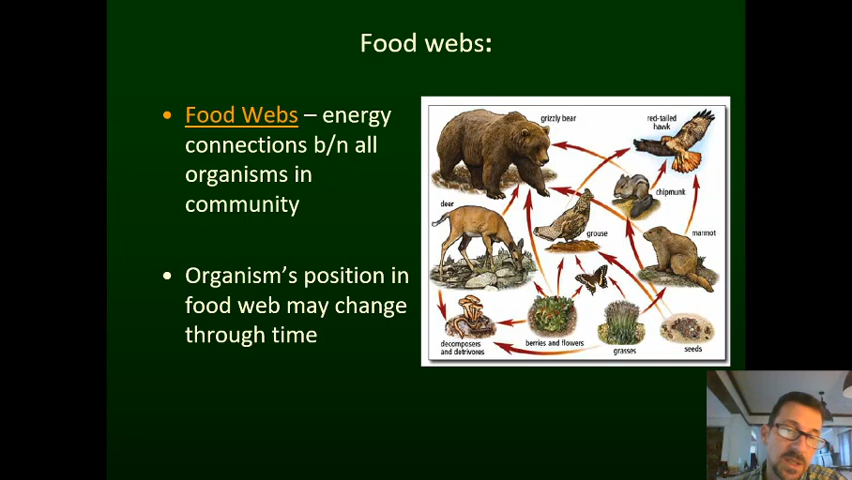 Food webs:
• Food Webs – energy
connections b/n all
organisms in
community
• Organism's position in
food web may change
through time
grizzly bear
red-tailed
hawk
chipmunk
deer
grouse
marmot
decomposers
and detrivores
berries and flowers
grasses
seeds